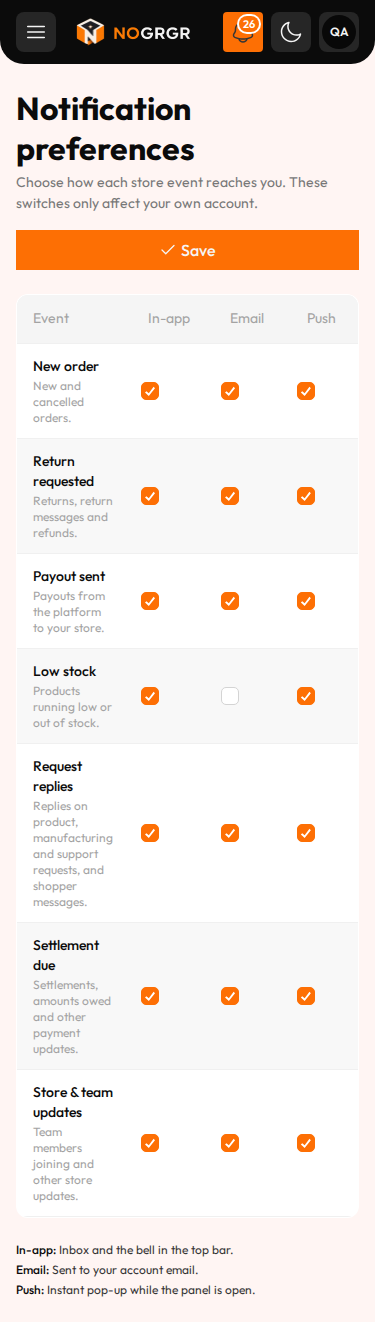 NOGRGR 26 QA
Notification
preferences
Choose how each store event reaches you. These
switches only affect your own account.
Save
Event In-app Email Push
New order
New and
cancelled
orders.
Return
requested
Returns, return
messages and
refunds.
Payout sent
Payouts from
the platform
to your store.
Low stock
Products
running low or
out of stock.
Request
replies
Replies on
product,
manufacturing
and support
requests, and
shopper
messages.
Settlement
due
Settlements,
amounts owed
and other
payment
updates.
Store & team
updates
Team
members
joining and
other store
updates.
In-app: Inbox and the bell in the top bar.
Email: Sent to your account email.
Push: Instant pop-up while the panel is open.